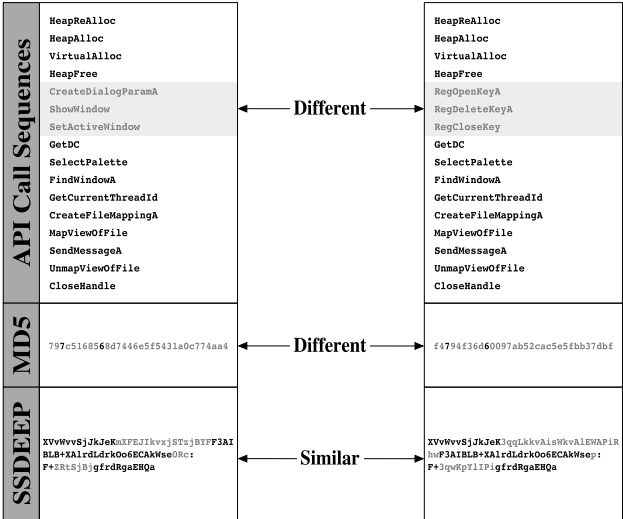 API Call Sequences
HeapReAlloc
HeapAlloc
VirtualAlloc
HeapFree
CreateDialogParamA
ShowWindow
SetActiveWindow
GetDC
SelectPalette
FindWindowA
GetCurrentThreadId
CreateFileMappingA
MapViewOfFile
SendMessageA
UnmapViewOfFile
CloseHandle
Different
HeapReAlloc
HeapAlloc
VirtualAlloc
HeapFree
RegOpenKeyA
RegDeleteKeyA
RegCloseKey
GetDC
SelectPalette
FindWindowA
GetCurrentThreadId
CreateFileMappingA
MapViewOfFile
SendMessageA
UnmapViewOfFile
CloseHandle
MD5
797c5168568d7446e5f5431a0c774aa4
Different
f4794f36d60097ab52cac5e5fbb37dbf
SSDEEP
XVvWvvSjJkJeKmXFEJIkvxjSTzjBYFF3AI
BLB+XAlrdLdrkOo6ECAkWse0Rc:
F+ZRtSjBjgfrdRgaEHQa
Similar
XVvWvvSjJkJeK3qqLkkvAisWkvAlEWAPiR
hwF3AIBLB+XAlrdLdrkOo6ECAkWsep:
F+3qwKpYlIPigfrdRgaEHQa